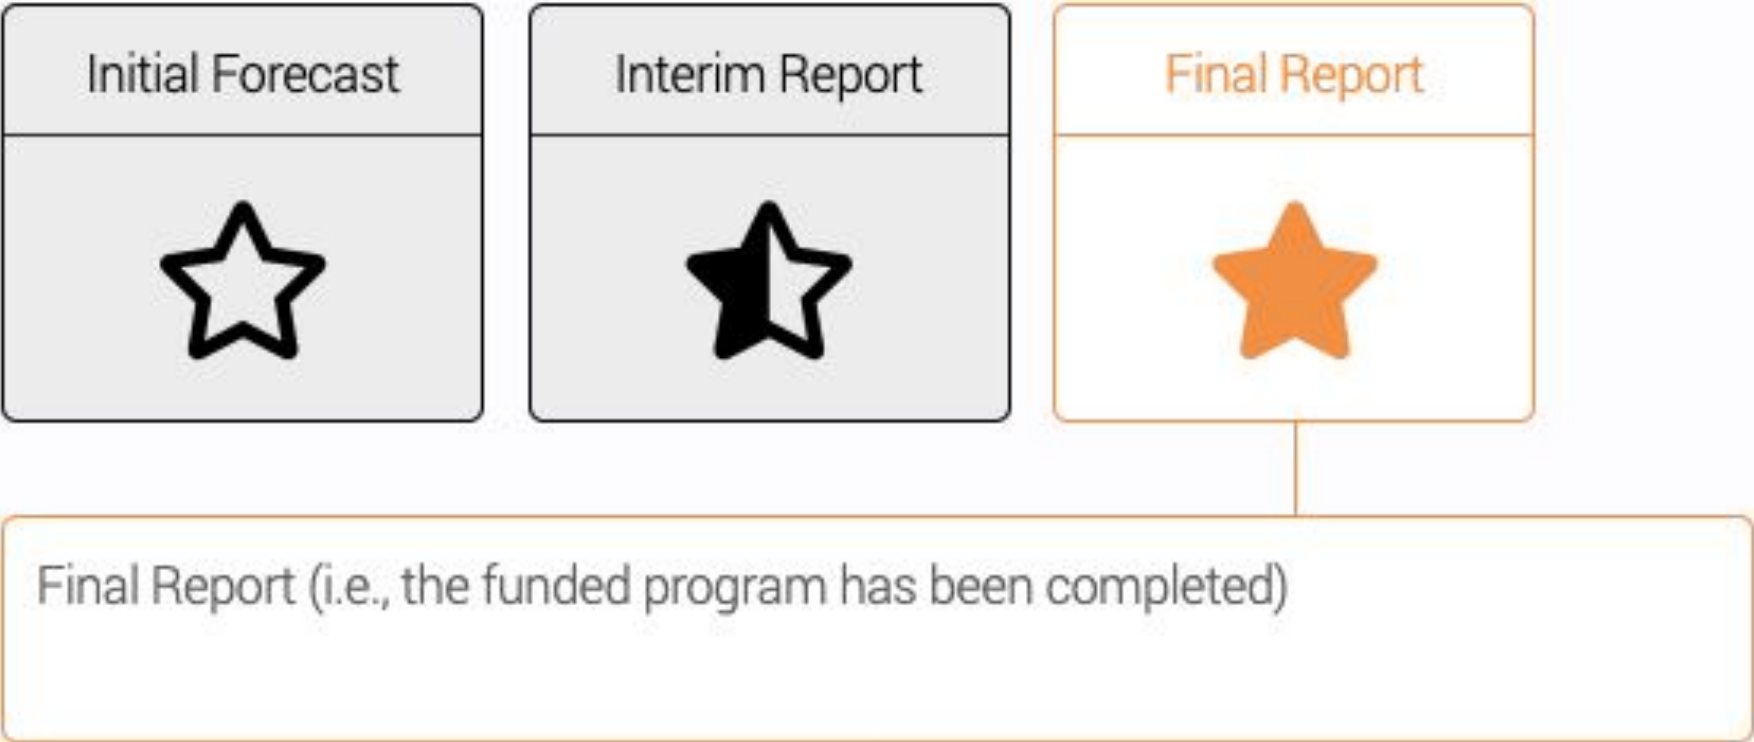 Initial Forecast
Interim Report
Final Report
Final Report (i.e., the funded program has been completed)